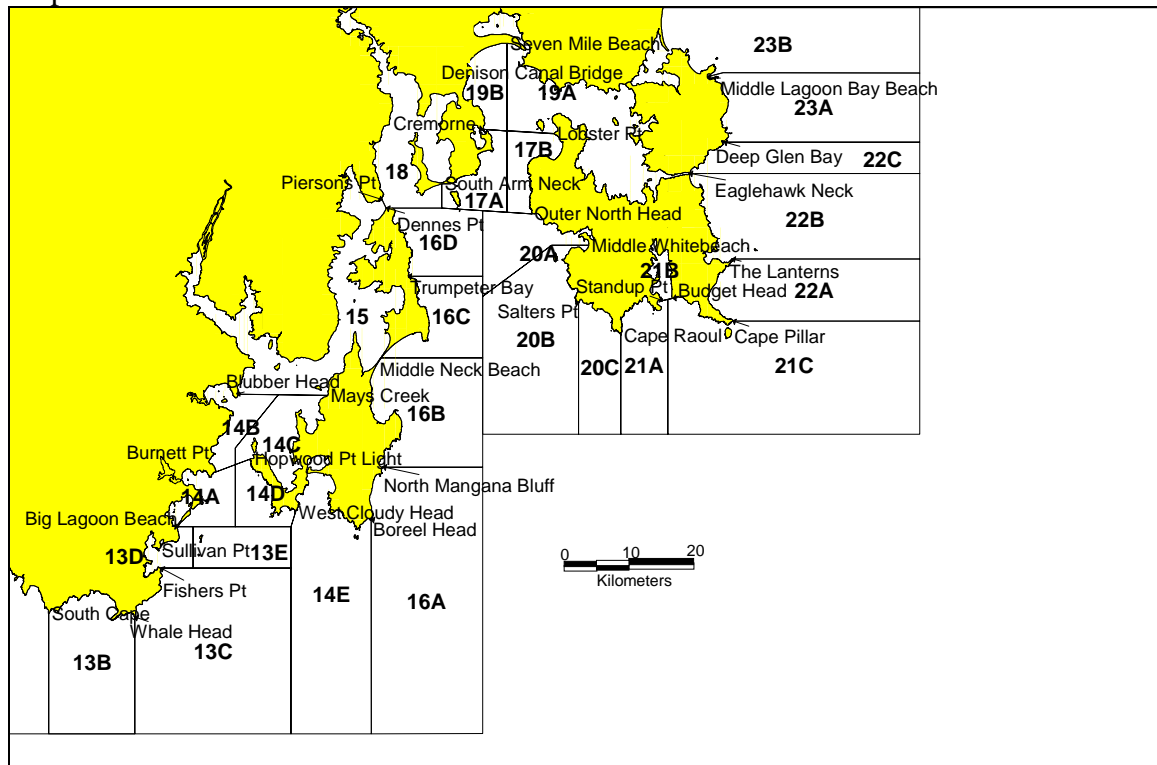 Seven Mile Beach
23B
Denison Canal Bridge
Middle Lagoon Bay Beach
19B
19A
23A
Cremorne
Lobster Pt
17B
Deep Glen Bay
22C
18
Piersons Pt
South Arm Neck
Eaglehawk Neck
17A
Dennes Pt
Outer North Head
22B
16D
20A
Middle Whitebeach
21B
The Lanterns
Trumpeter Bay
Standup Pt
Budget Head
22A
15
16C
Salters Pt
20B
Cape Raoul
Cape Pillar
Middle Neck Beach
20C
21A
21C
Blubber Head
Mays Creek
16B
14B
14C
Burnett Pt
Hopwood Pt Light
North Mangana Bluff
14A
14D
West Cloudy Head
Big Lagoon Beach
Boreel Head
13D
Sullivan Pt
13E
0 10 20
Kilometers
Fishers Pt
14E
16A
South Cape
Whale Head
13B
13C